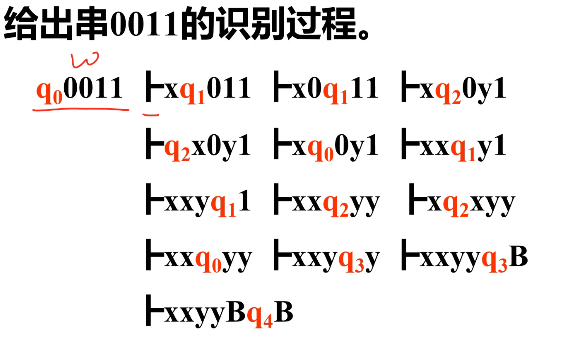 给出串0011的识别过程。
w
q₀0011 ⊢xq₁011 ⊢x0q₁11 ⊢xq₂0y1
⊢q₂x0y1 ⊢xq₀0y1 ⊢xxq₁y1
⊢xxyq₁1 ⊢xxq₂yy ⊢xq₂xyy
⊢xxq₀yy ⊢xxyq₃y ⊢xxyyq₃B
⊢xxyyBq₄B